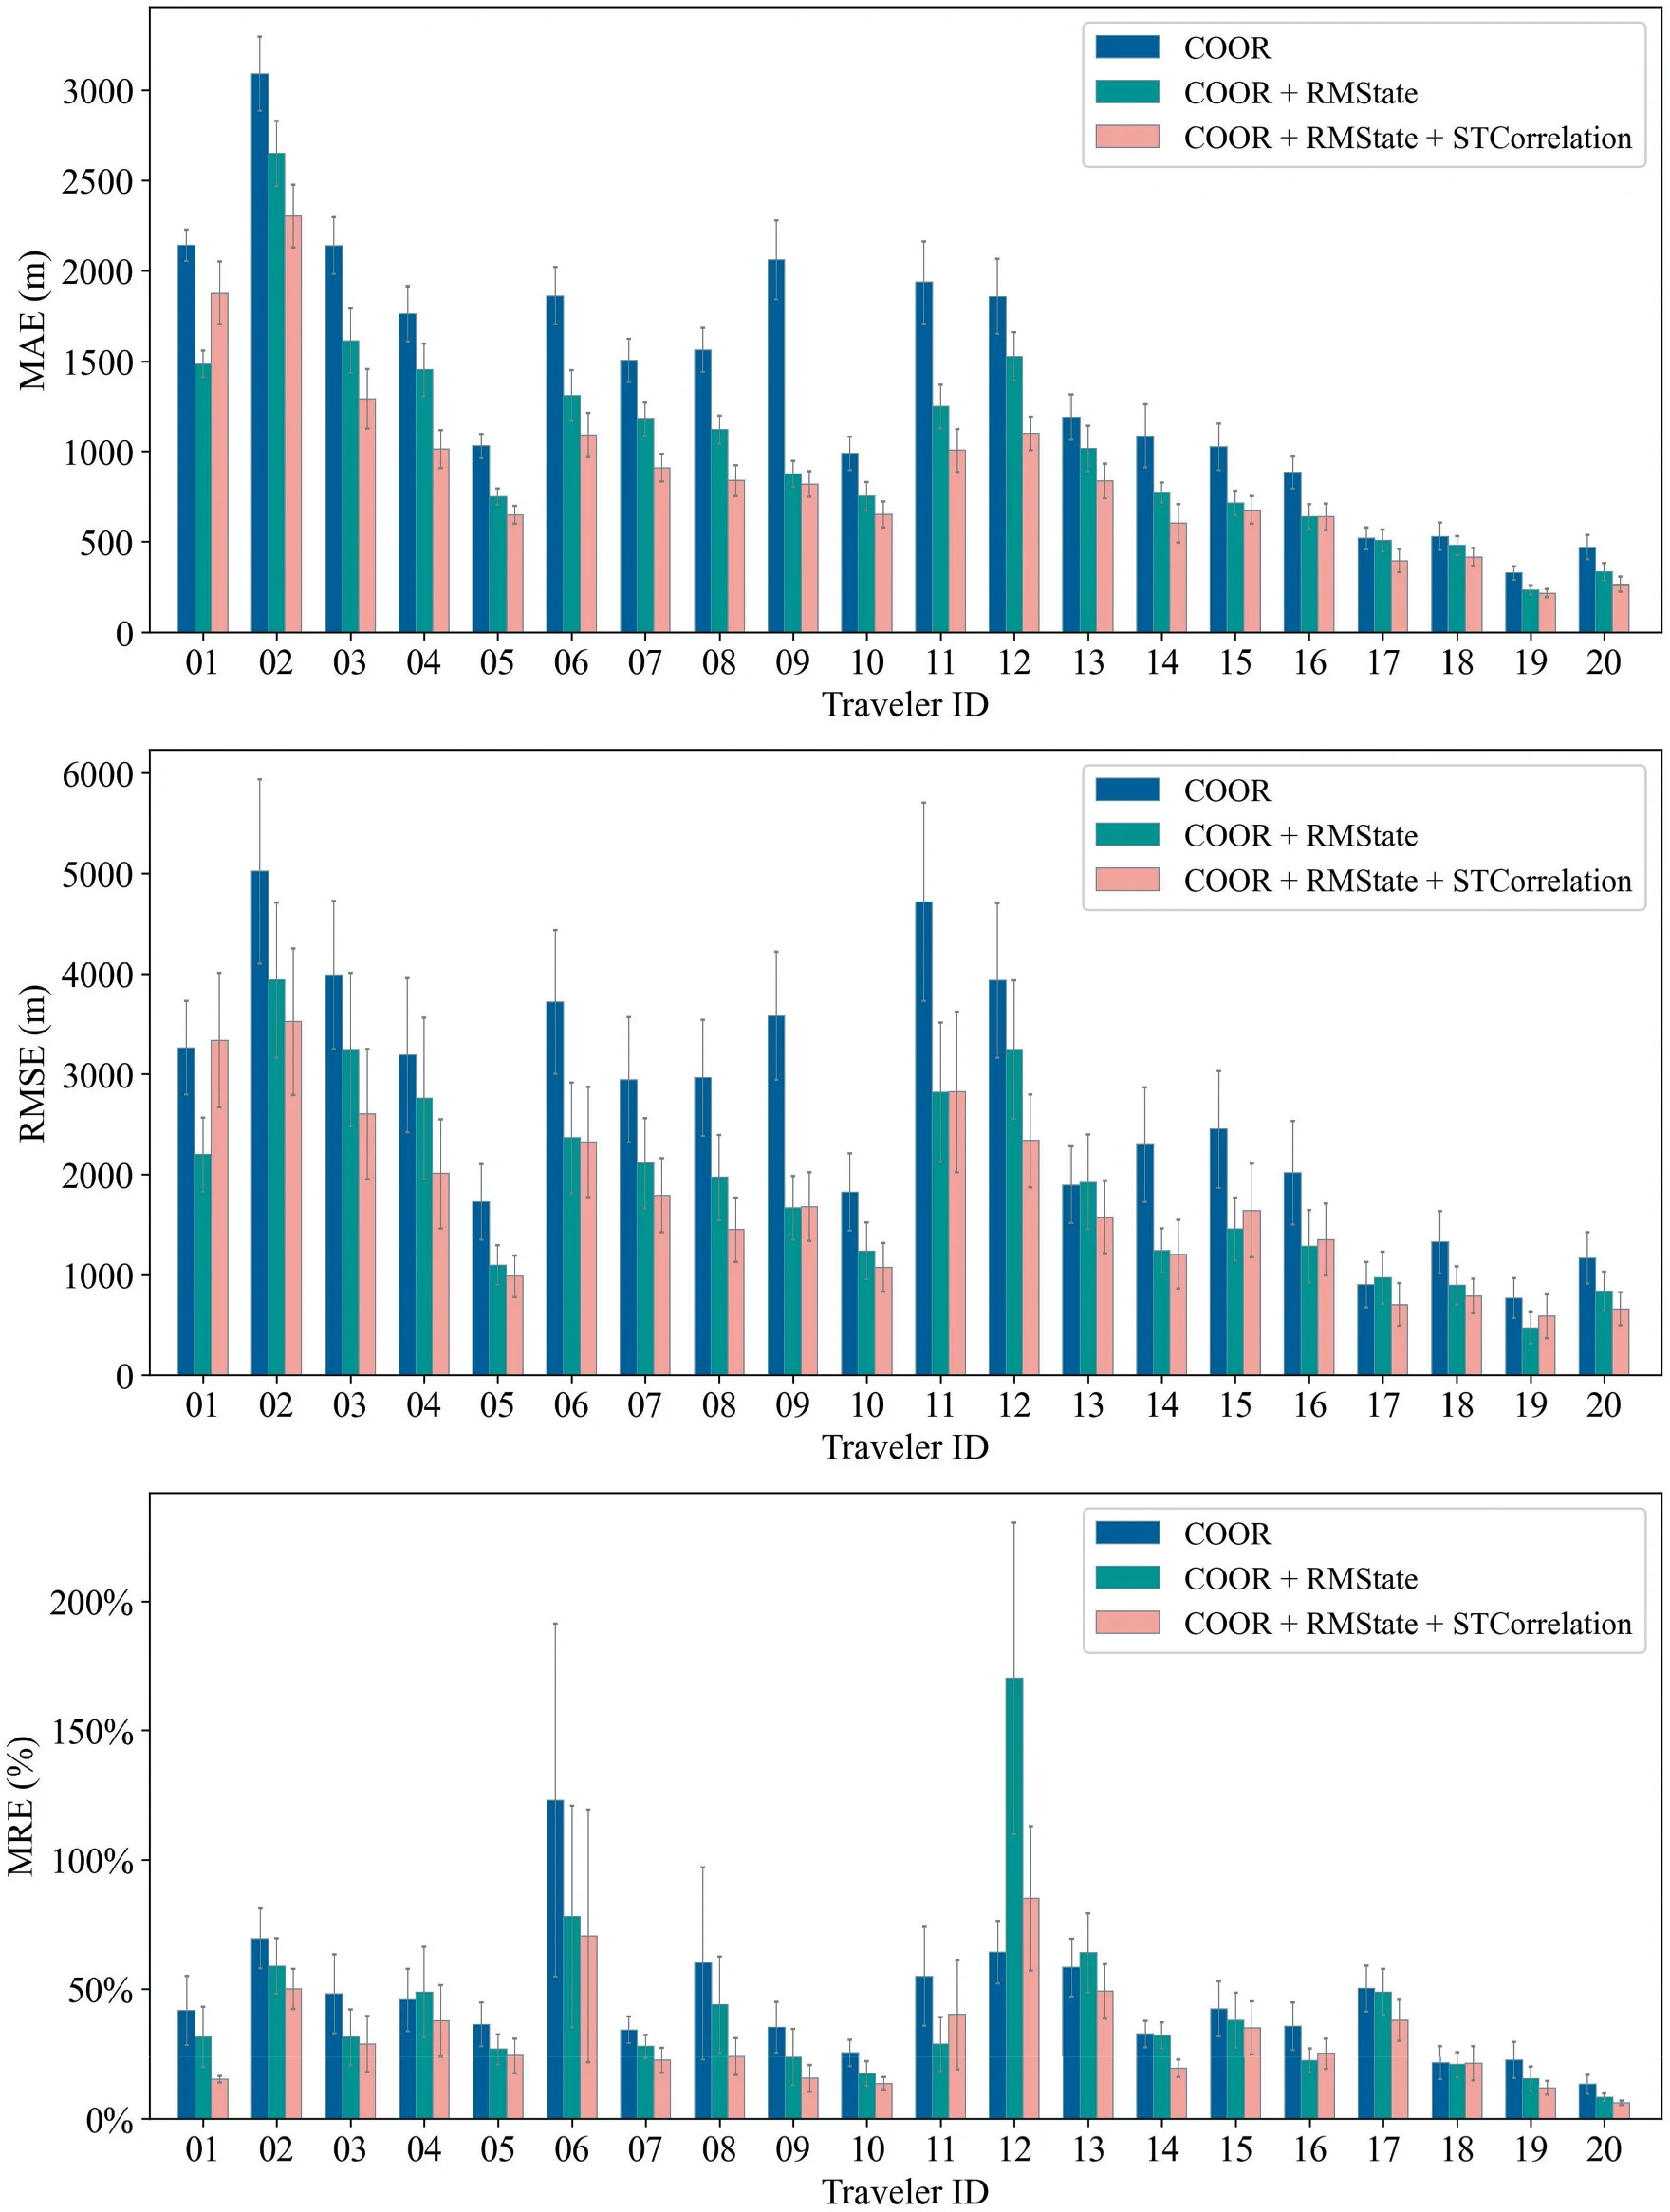 COOR
COOR + RMState
COOR + RMState + STCorrelation
MAE (m)
3000
2500
2000
1500
1000
500
0
01 02 03 04 05 06 07 08 09 10 11 12 13 14 15 16 17 18 19 20
Traveler ID
COOR
COOR + RMState
COOR + RMState + STCorrelation
RMSE (m)
6000
5000
4000
3000
2000
1000
0
01 02 03 04 05 06 07 08 09 10 11 12 13 14 15 16 17 18 19 20
Traveler ID
COOR
COOR + RMState
COOR + RMState + STCorrelation
MRE (%)
200%
150%
100%
50%
0%
01 02 03 04 05 06 07 08 09 10 11 12 13 14 15 16 17 18 19 20
Traveler ID